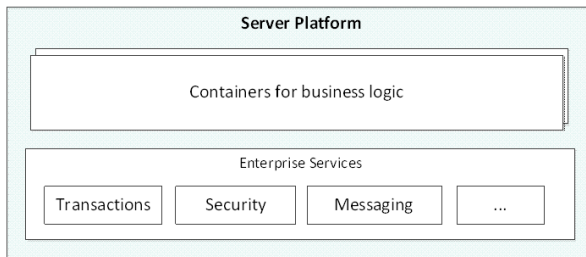 Server Platform
Containers for business logic
Enterprise Services
Transactions
Security
Messaging
...